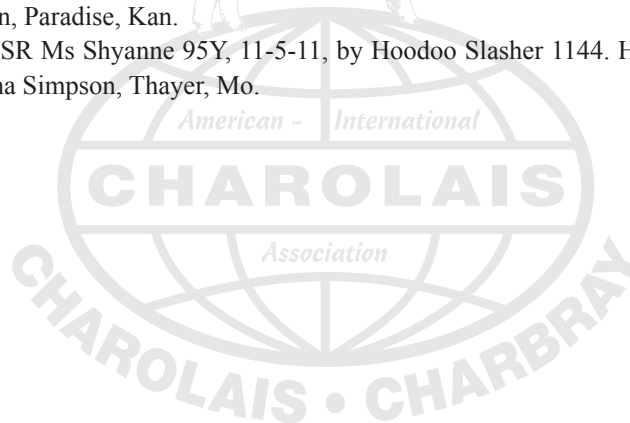 n, Paradise, Kan.
SR Ms Shyanne 95Y, 11-5-11, by Hoodoo Slasher 1144. H
na Simpson, Thayer, Mo.
American - International
CHAROLAIS
Association
CHAROLAIS • CHARBRAY